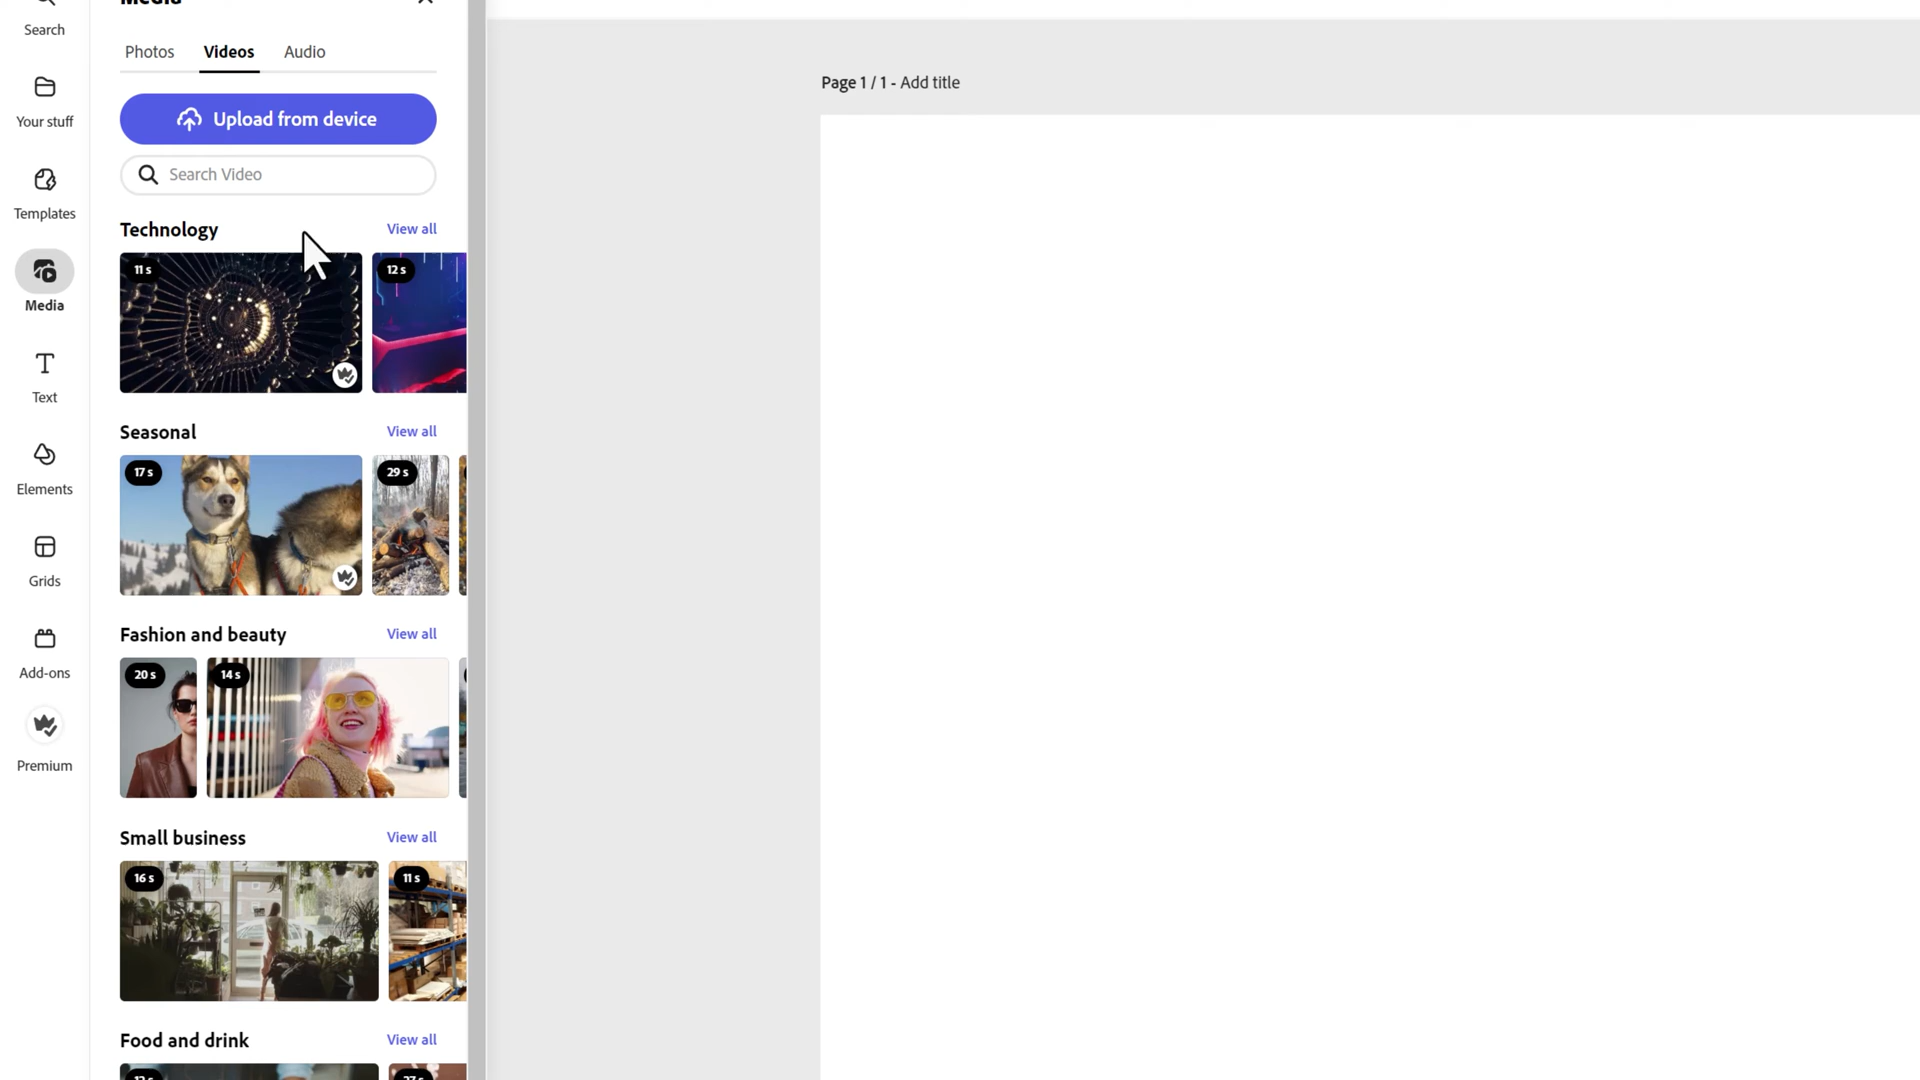 Search
Your stuff
Templates
Media
Text
Elements
Grids
Add-ons
Premium
Media
Photos
Videos
Audio
Upload from device
Search Video
Technology
View all
11 s
12 s
Seasonal
View all
17 s
29 s
Fashion and beauty
View all
20 s
14 s
Small business
View all
16 s
11 s
Food and drink
View all
Page 1 / 1 - Add title